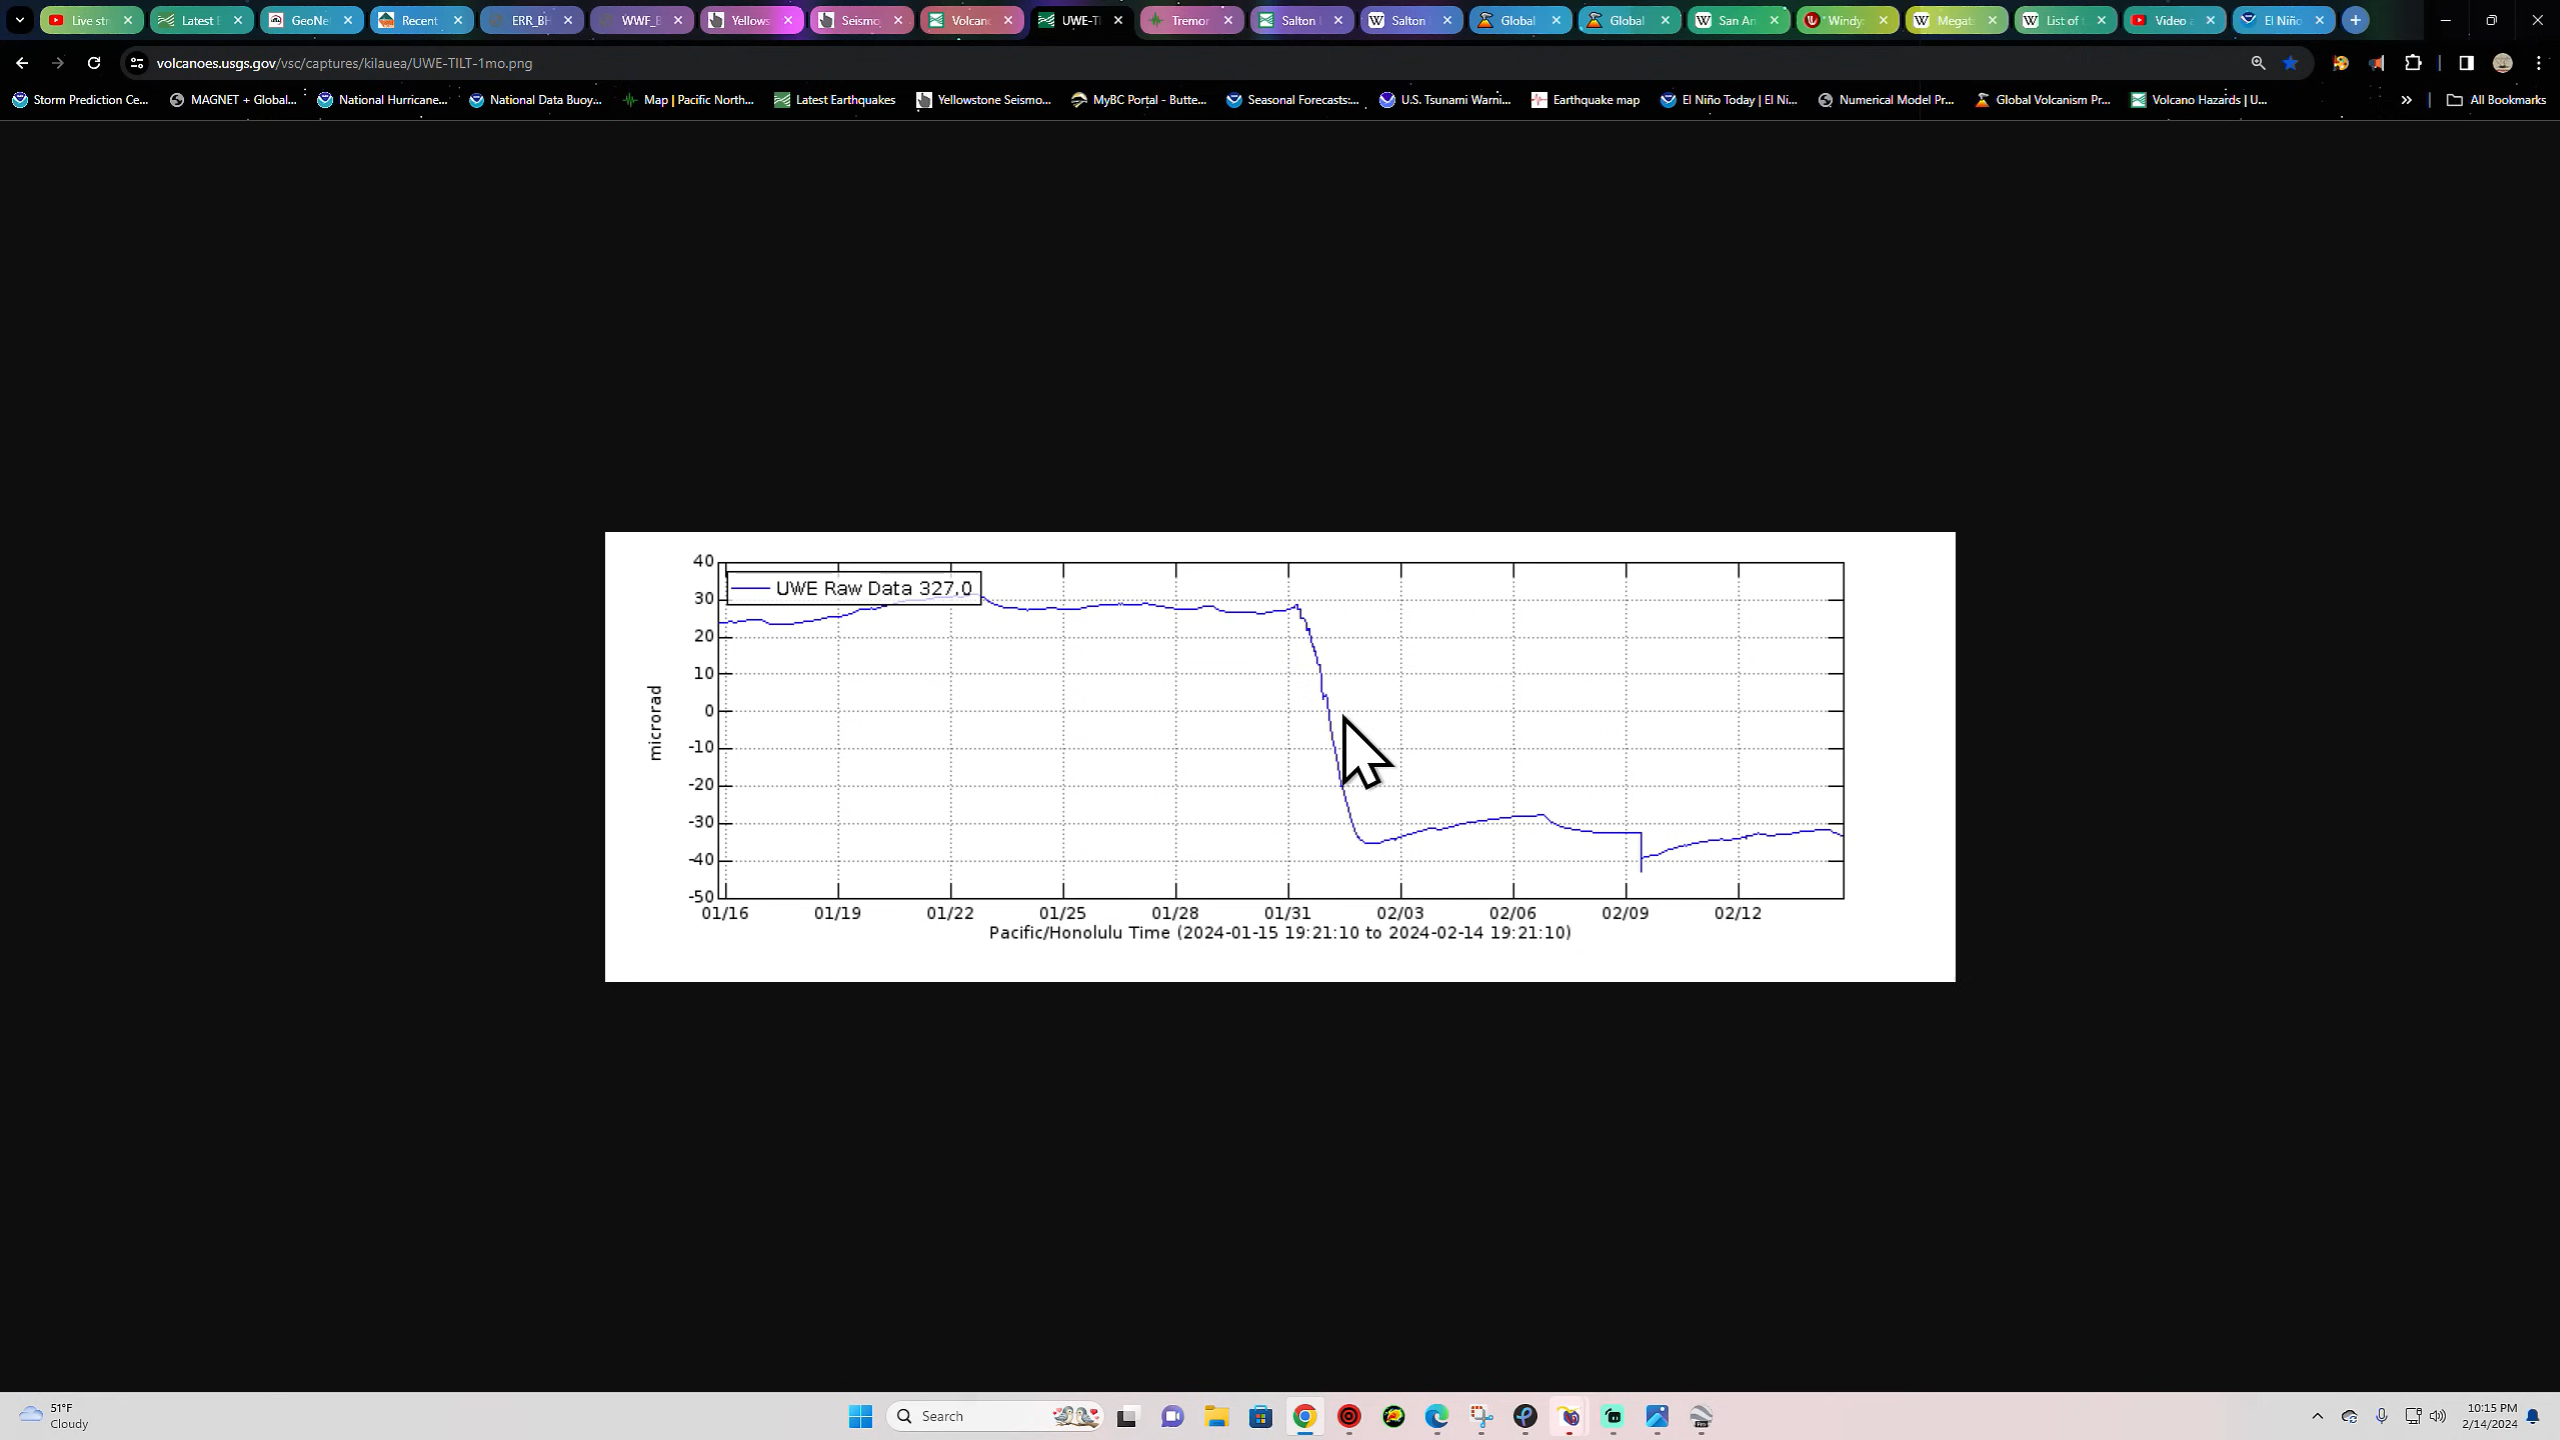 Live str
Latest E
GeoNe
Recent
ERR_BH
WWF_B
Yellows
Seismo
Volcano
UWE-TI
Tremor
Salton
Salton
Global
Global
San An
"Windy
Megat
List of
Video
El Niño
volcanoes.usgs.gov/vsc/captures/kilauea/UWE-TILT-1mo.png
Storm Prediction Ce...
MAGNET + Global...
National Hurricane...
National Data Buoy...
Map | Pacific North...
Latest Earthquakes
Yellowstone Seismo...
MyBC Portal - Butte...
Seasonal Forecasts:...
U.S. Tsunami Warni...
Earthquake map
El Niño Today | El Ni...
Numerical Model Pr...
Global Volcanism Pr...
Volcano Hazards | U...
All Bookmarks
UWE Raw Data 327.0
40
30
20
10
0
-10
-20
-30
-40
-50
microrad
01/16 01/19 01/22 01/25 01/28 01/31 02/03 02/06 02/09 02/12
Pacific/Honolulu Time (2024-01-15 19:21:10 to 2024-02-14 19:21:10)
51°F
Cloudy
Search
10:15 PM
2/14/2024